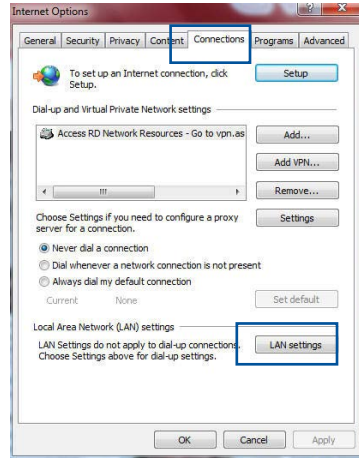 Internet Options
General Security Privacy Content Connections Programs Advanced
To set up an Internet connection, click
Setup.
Setup
Dial-up and Virtual Private Network settings
Access RD Network Resources - Go to vpn.as
Add...
Add VPN...
Remove...
Choose Settings if you need to configure a proxy
server for a connection.
Settings
Never dial a connection
Dial whenever a network connection is not present
Always dial my default connection
Current None
Set default
Local Area Network (LAN) settings
LAN Settings do not apply to dial-up connections.
Choose Settings above for dial-up settings.
LAN settings
OK Cancel Apply